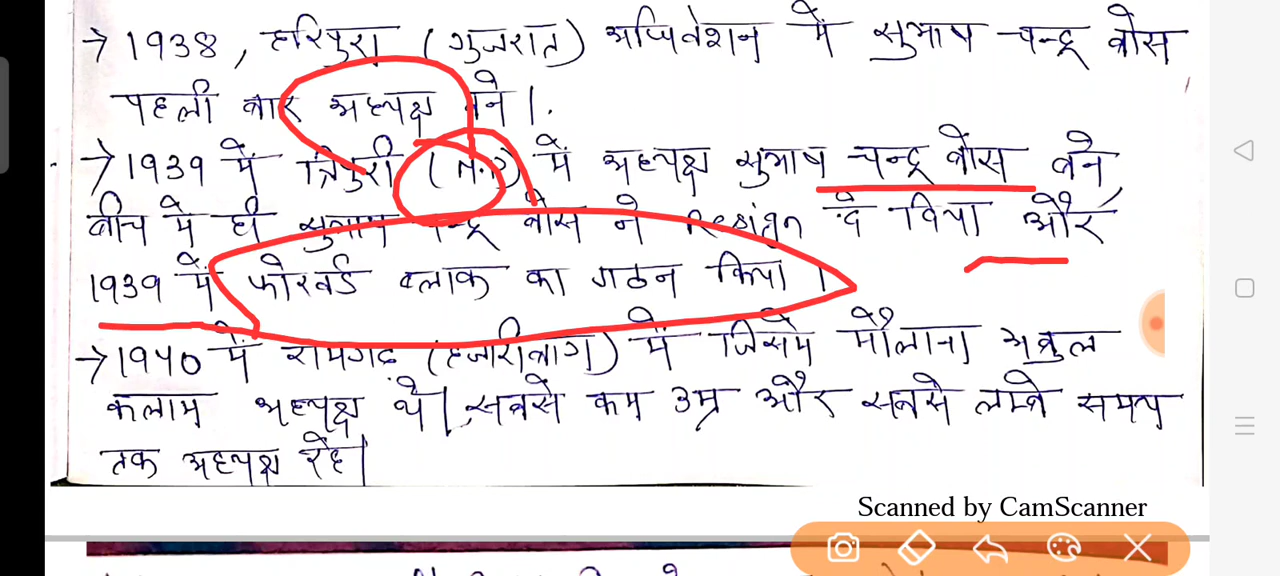 → 1938, हरिपुरा (गुजरात) अधिवेशन में सुभाष चन्द्र बोस
पहली बार अध्यक्ष बने।
→ 1939 में त्रिपुरी (म.प्र) में अध्यक्ष सुभाष चन्द्र बोस बने,
बीच में ही सुभाष चन्द्र बोस ने दे दिया और
1939 में फोरवर्ड ब्लाक का गठन किया।
→ 1940 में रामगढ़ (हजारीबाग) में जिसमें मौलाना अबुल
कलाम अध्यक्ष थे। सबसे कम उम्र और सबसे लम्बे समय
तक अध्यक्ष रहे।
Scanned by CamScanner